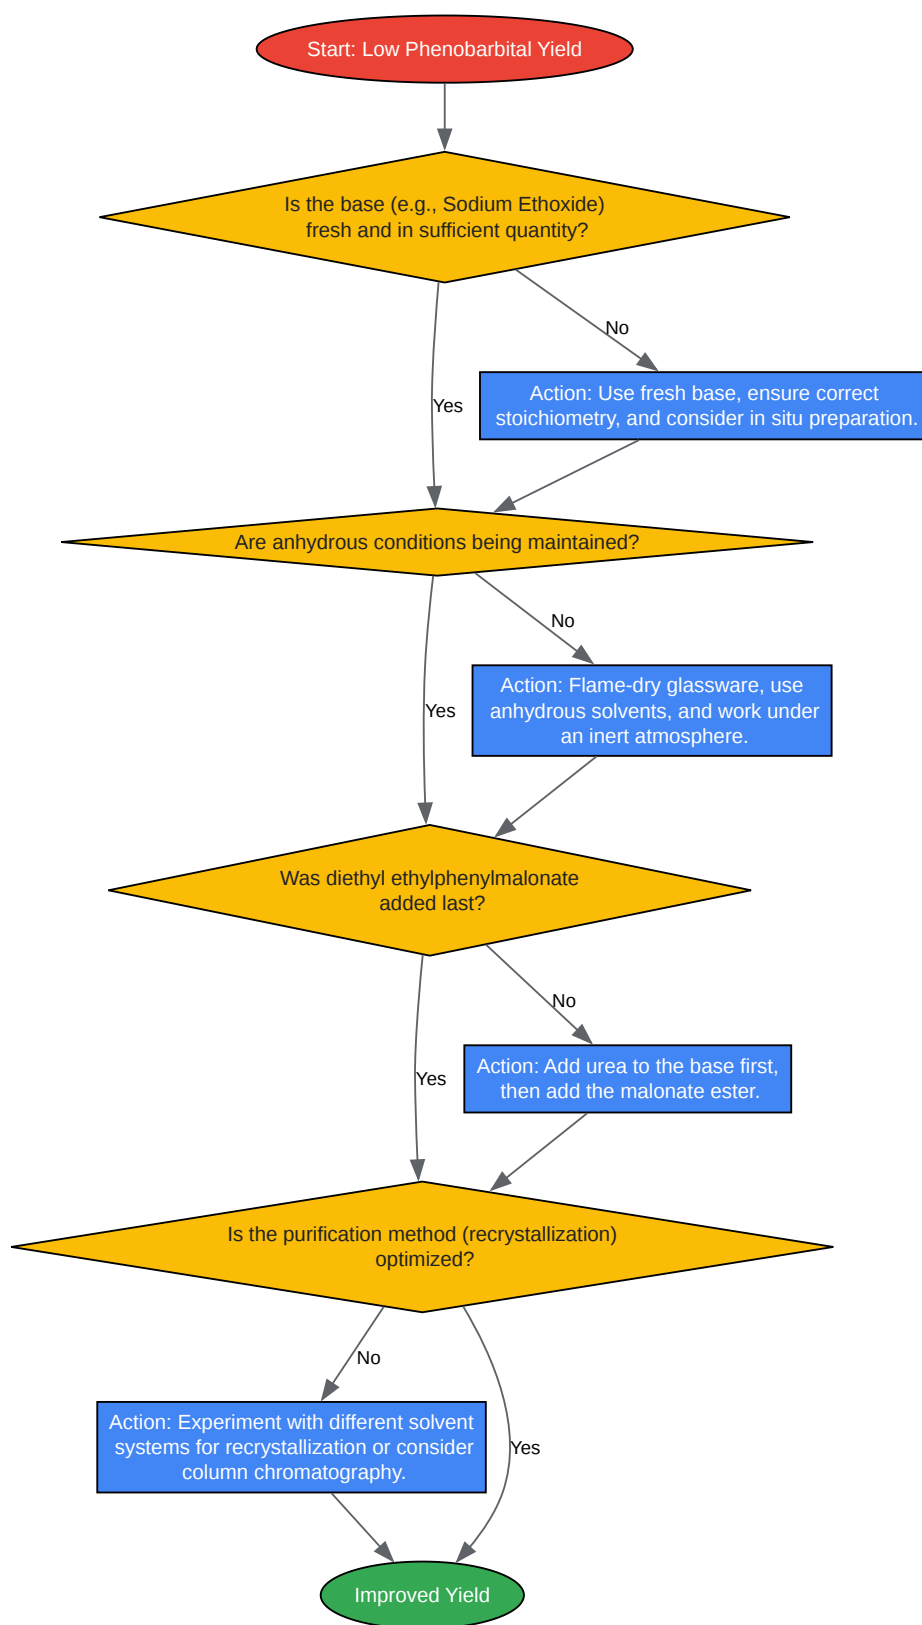 Start: Low Phenobarbital Yield
Is the base (e.g., Sodium Ethoxide)
fresh and in sufficient quantity?
No
Action: Use fresh base, ensure correct
stoichiometry, and consider in situ preparation.
Yes
Are anhydrous conditions being maintained?
No
Action: Flame-dry glassware, use
anhydrous solvents, and work under
an inert atmosphere.
Yes
Was diethyl ethylphenylmalonate
added last?
No
Action: Add urea to the base first,
then add the malonate ester.
Yes
Is the purification method (recrystallization)
optimized?
No
Action: Experiment with different solvent
systems for recrystallization or consider
column chromatography.
Yes
Improved Yield